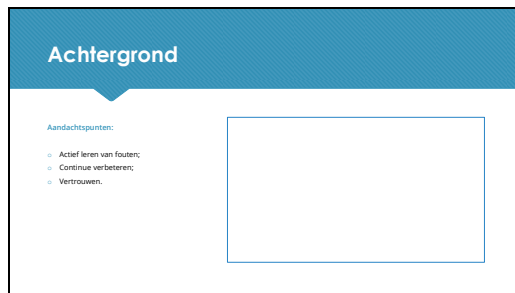 Achtergrond
Aandachtspunten:
Actief leren van fouten;
Continue verbeteren;
Vertrouwen.